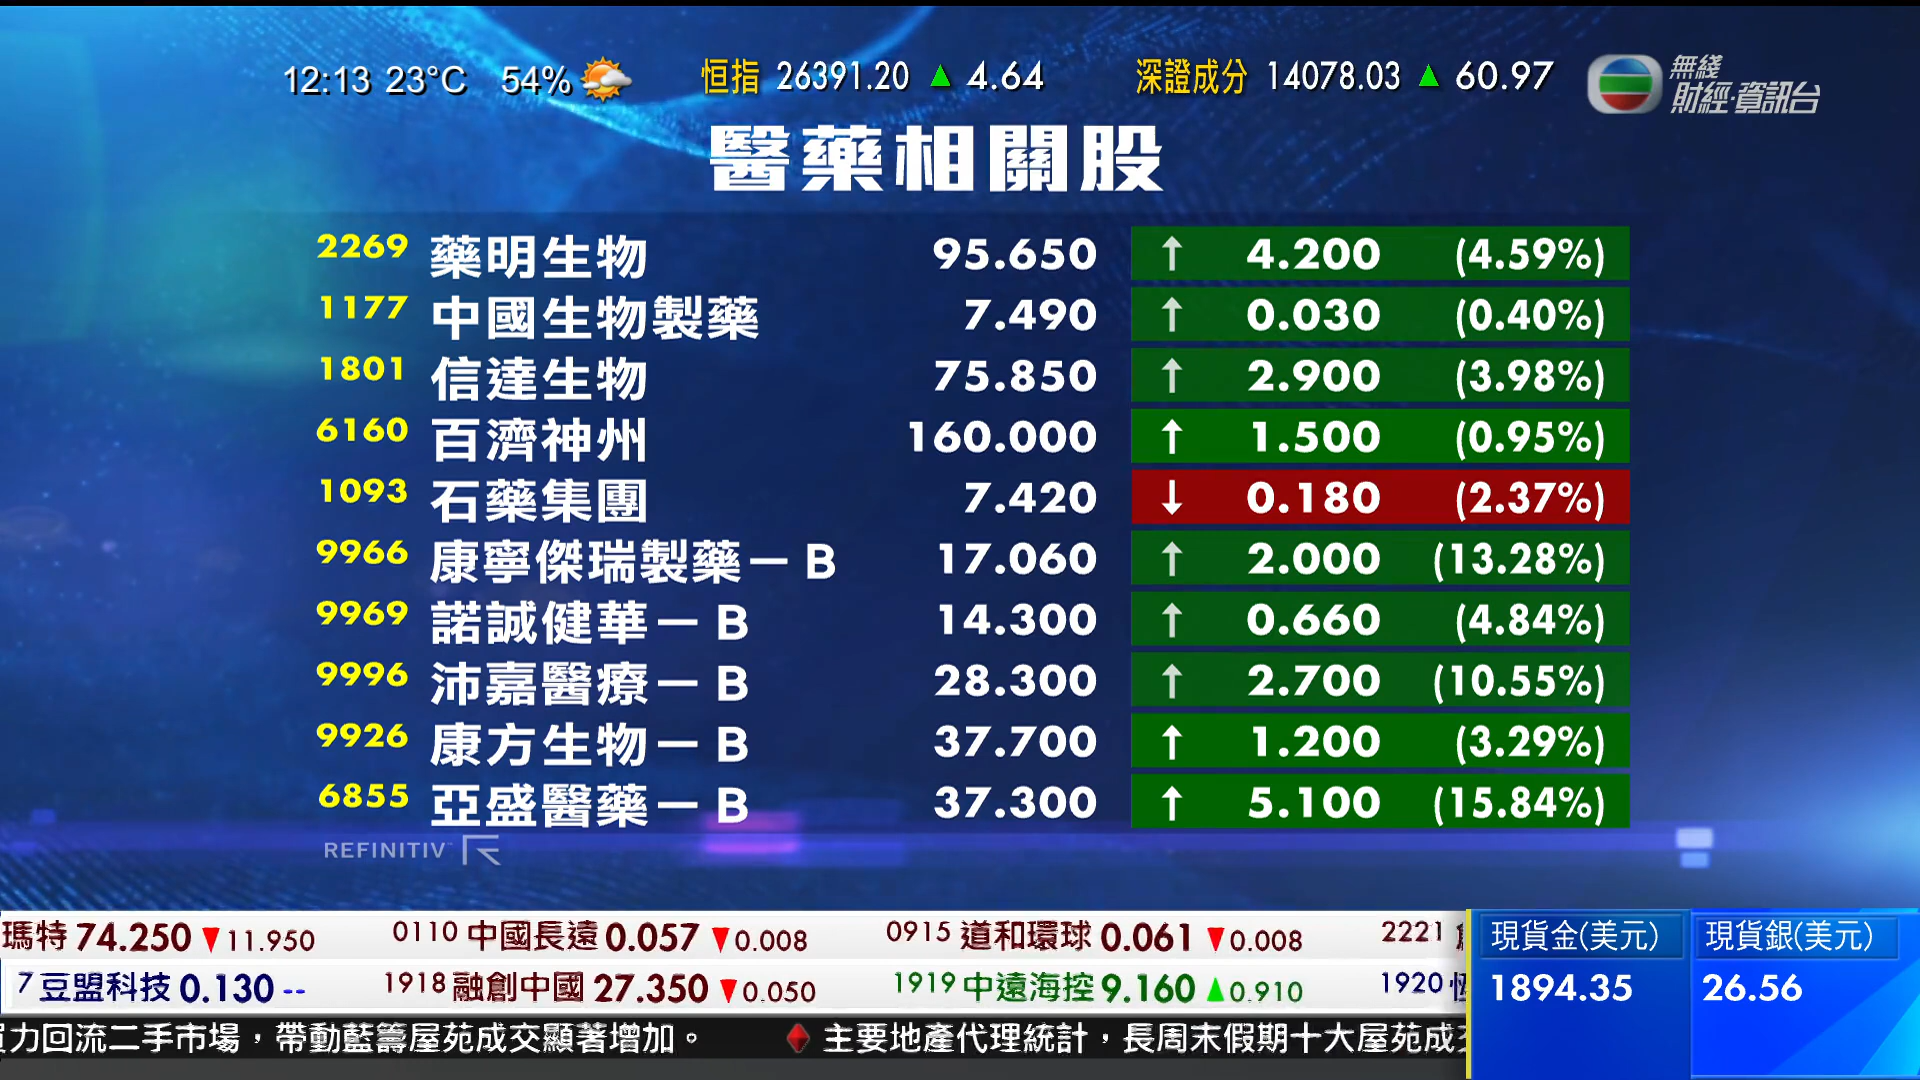 12:13 23°C 54% 恒指 26391.20 ▲ 4.64 深證成分 14078.03 ▲ 60.97
無綫
財經·資訊台
醫藥相關股
2269 藥明生物 95.650 ↑ 4.200 (4.59%)
1177 中國生物製藥 7.490 ↑ 0.030 (0.40%)
1801 信達生物 75.850 ↑ 2.900 (3.98%)
6160 百濟神州 160.000 ↑ 1.500 (0.95%)
1093 石藥集團 7.420 ↓ 0.180 (2.37%)
9966 康寧傑瑞製藥－B 17.060 ↑ 2.000 (13.28%)
9969 諾誠健華－B 14.300 ↑ 0.660 (4.84%)
9996 沛嘉醫療－B 28.300 ↑ 2.700 (10.55%)
9926 康方生物－B 37.700 ↑ 1.200 (3.29%)
6855 亞盛醫藥－B 37.300 ↑ 5.100 (15.84%)
REFINITIV
瑪特 74.250 ▼11.950 0110 中國長遠 0.057 ▼0.008 0915 道和環球 0.061 ▼0.008 2221
7 豆盟科技 0.130 -- 1918 融創中國 27.350 ▼0.050 1919 中遠海控 9.160 ▲0.910 1920
力回流二手市場，帶動藍籌屋苑成交顯著增加。 ◆ 主要地產代理統計，長周末假期十大屋苑成
現貨金(美元) 現貨銀(美元)
1894.35 26.56